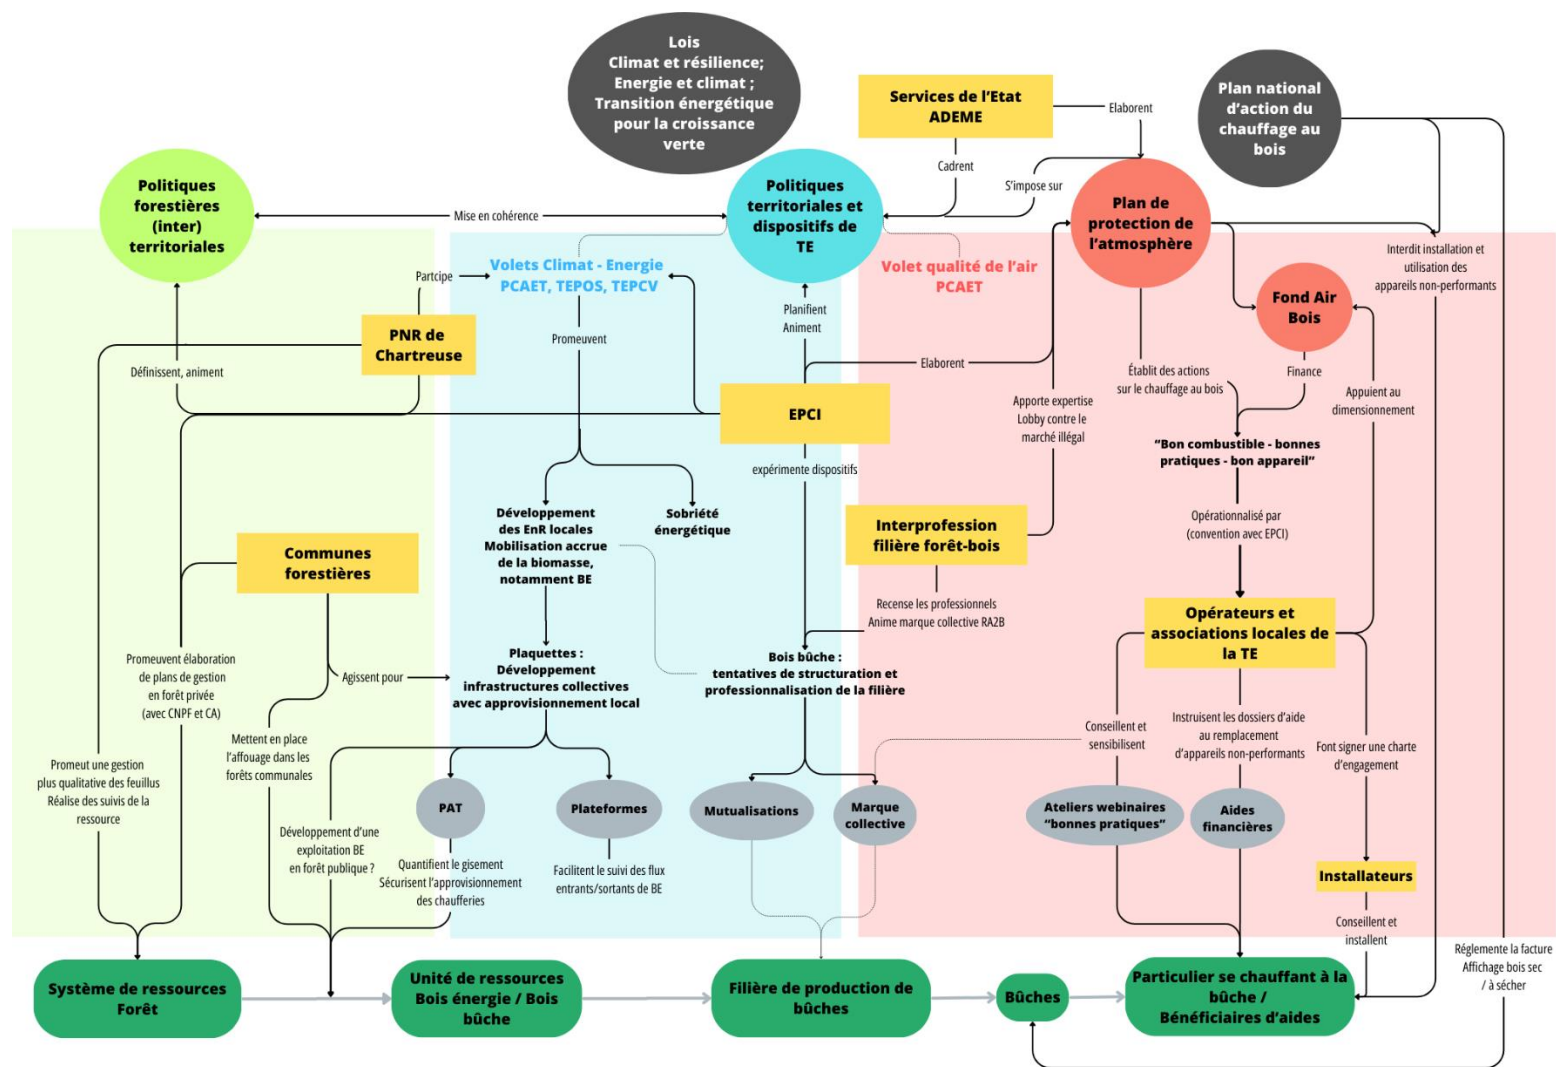 Lois
Climat et résilience;
Energie et climat ;
Transition énergétique
pour la croissance
verte
Services de l'Etat
ADEME
Elaborent
Plan national
d'action du
chauffage au
bois
Cadrent
S'impose sur
Politiques
forestières
(inter)
territoriales
Mise en cohérence
Politiques
territoriales et
dispositifs de
TE
Plan de
protection de
l'atmosphère
Interdit installation et
utilisation des
appareils non-performants
Partcipe
Volets Climat - Energie
PCAET, TEPOS, TEPCV
Volet qualité de l'air
PCAET
Fond Air
Bois
Planifient
Animent
PNR de
Chartreuse
Promeuvent
Définissent, animent
Elaborent
Établit des actions
sur le chauffage au bois
Finance
Appuient au
dimensionnement
Apporte expertise
Lobby contre le
marché illégal
EPCI
"Bon combustible - bonnes
pratiques - bon appareil"
expérimente dispositifs
Développement
des EnR locales
Mobilisation accrue
de la biomasse,
notamment BE
Sobriété
énergétique
Interprofession
filière forêt-bois
Opérationnalisé par
(convention avec EPCI)
Communes
forestières
Recense les professionnels
Anime marque collective RA2B
Opérateurs et
associations locales de
la TE
Promeuvent élaboration
de plans de gestion
en forêt privée
(avec CNPF et CA)
Agissent pour
Plaquettes :
Développement
infrastructures collectives
avec approvisionnement local
Bois bûche :
tentatives de structuration et
professionnalisation de la filière
Mettent en place
l'affouage dans les
forêts communales
Conseillent et
sensibilisent
Instruisent les dossiers d'aide
au remplacement
d'appareils non-performants
Font signer une charte
d'engagement
Promeut une gestion
plus qualitative des feuillus
Réalise des suivis de la
ressource
PAT
Plateformes
Mutualisations
Marque
collective
Ateliers webinaires
"bonnes pratiques"
Aides
financières
Développement d'une
exploitation BE
en forêt publique ?
Quantifient le gisement
Sécurisent l'approvisionnement
des chaufferies
Facilitent le suivi des flux
entrants/sortants de BE
Installateurs
Conseillent et
installent
Réglemente la facture
Affichage bois sec
/ à sécher
Système de ressources
Forêt
Unité de ressources
Bois énergie / Bois
bûche
Filière de production de
bûches
Bûches
Particulier se chauffant à la
bûche /
Bénéficiaires d'aides